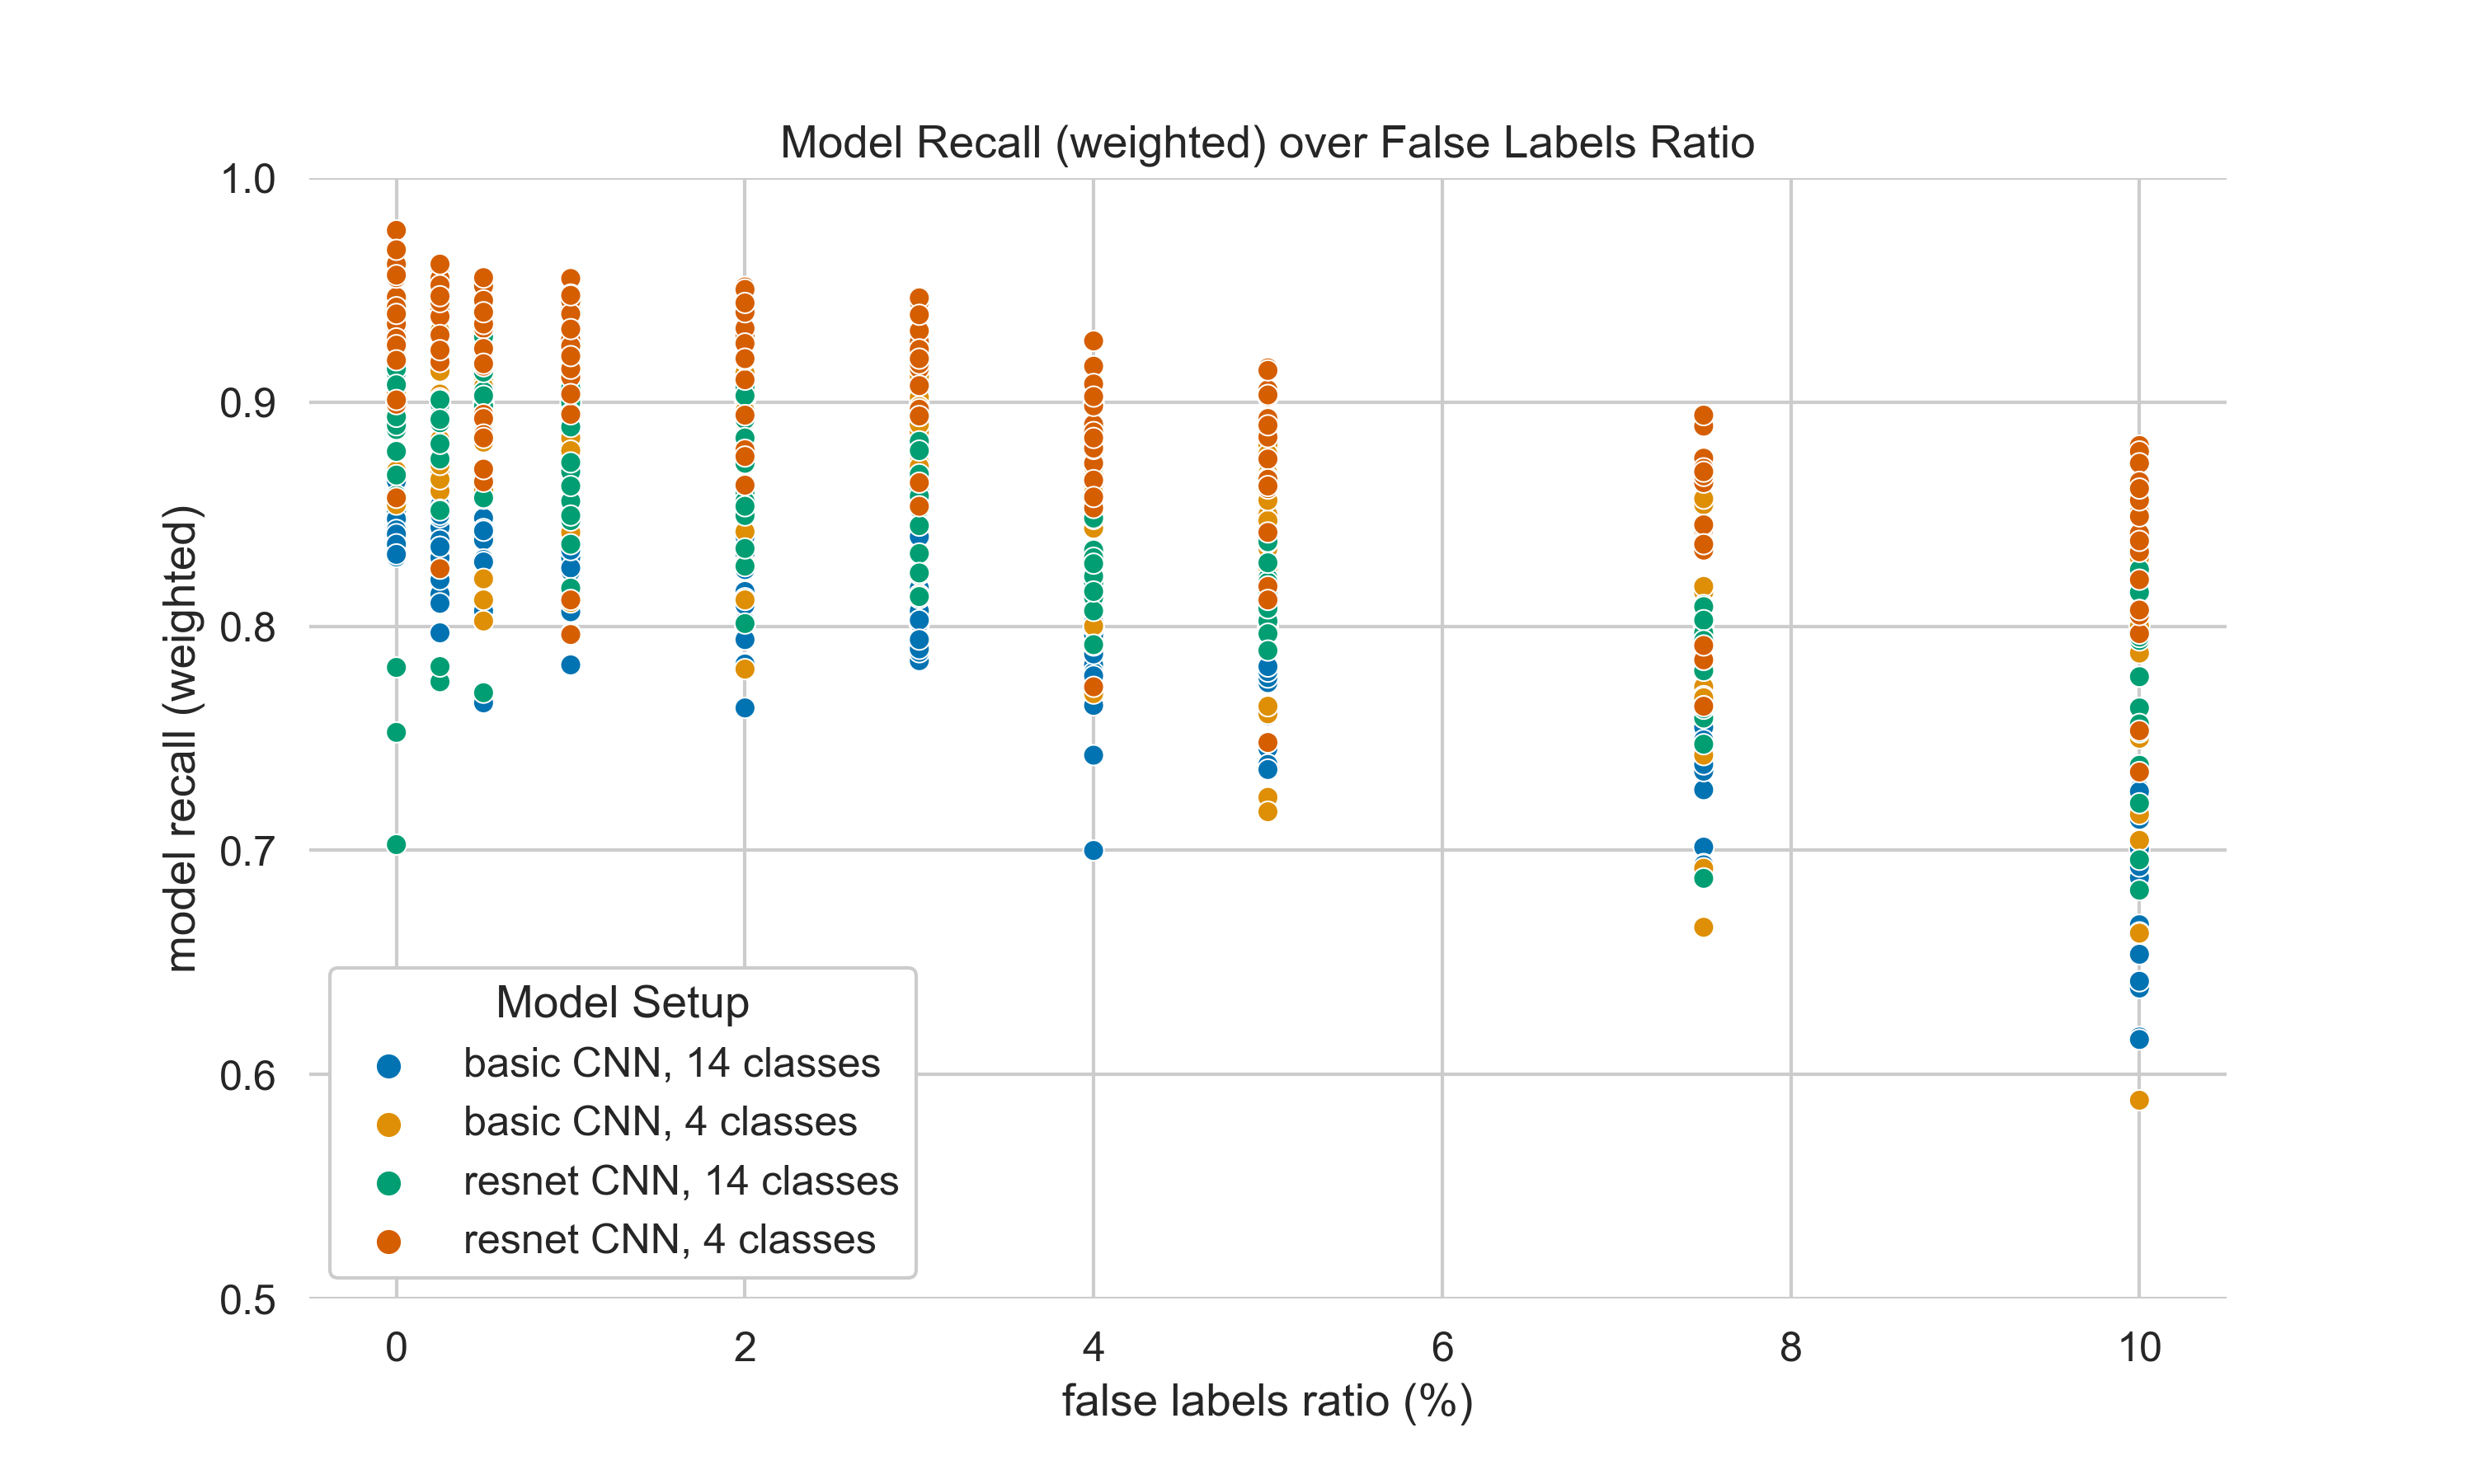 Model Recall (weighted) over False Labels Ratio
1.0
0.9
0.8
0.7
0.6
0.5
model recall (weighted)
Model Setup
basic CNN, 14 classes
basic CNN, 4 classes
resnet CNN, 14 classes
resnet CNN, 4 classes
0 2 4 6 8 10
false labels ratio (%)